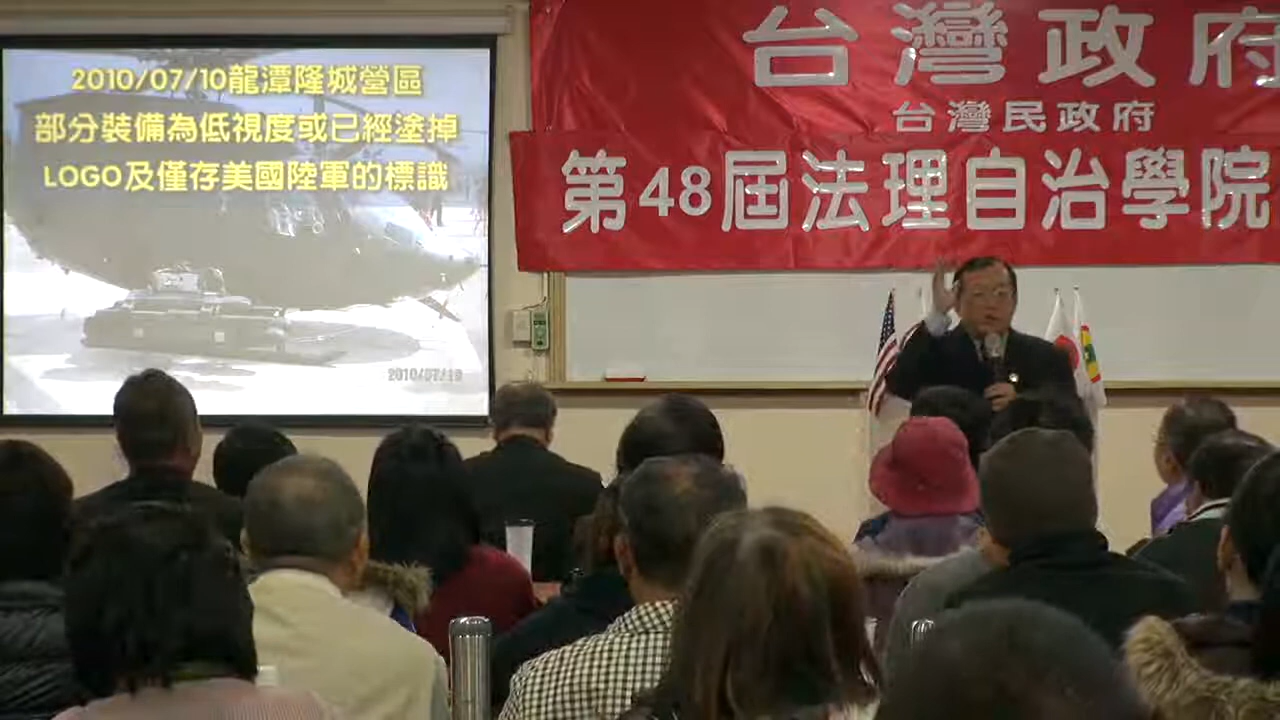 2010/07/10龍潭隆城營區
部分裝備為低視度或已經塗掉
LOGO及僅存美國陸軍的標識
2010/07/10
台灣政府
台灣民政府
第48屆法理自治學院